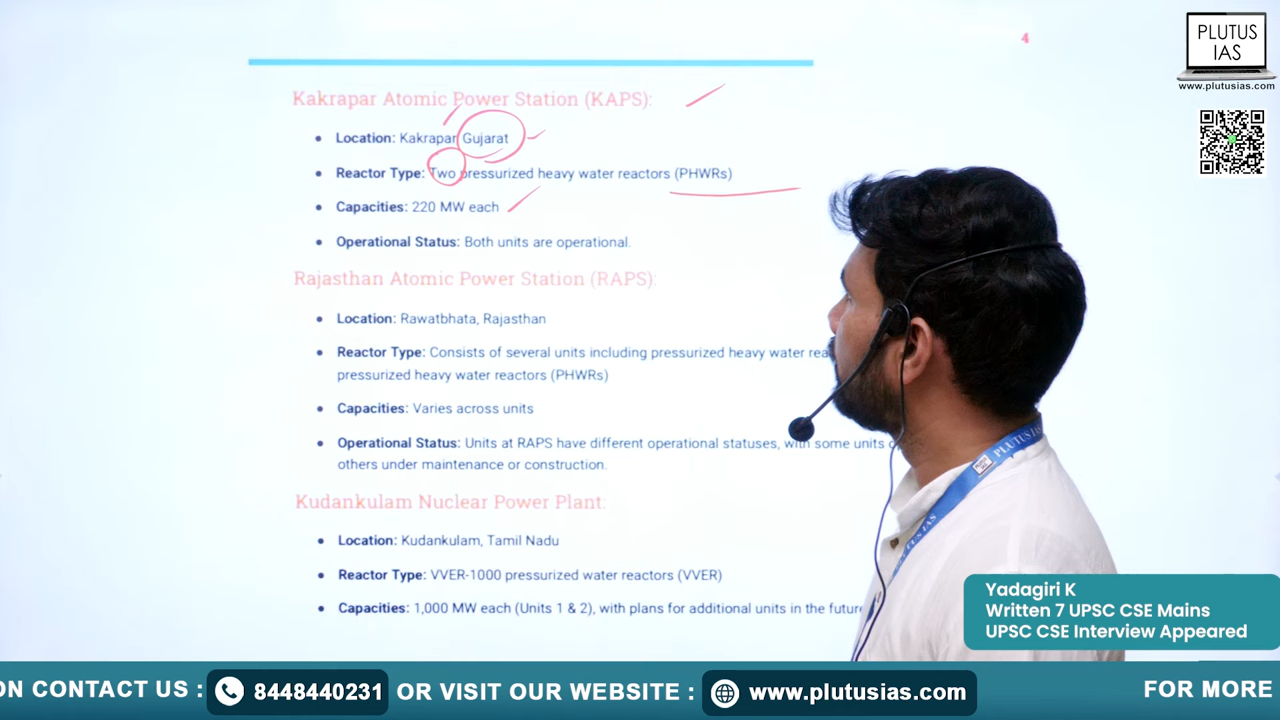 4
PLUTUS
IAS
www.plutusias.com
Kakrapar Atomic Power Station (KAPS):
• Location: Kakrapar Gujarat
• Reactor Type: Two pressurized heavy water reactors (PHWRs)
• Capacities: 220 MW each
• Operational Status: Both units are operational.
Rajasthan Atomic Power Station (RAPS):
• Location: Rawatbhata, Rajasthan
• Reactor Type: Consists of several units including pressurized heavy water
pressurized heavy water reactors (PHWRs)
• Capacities: Varies across units
• Operational Status: Units at RAPS have different operational statuses, with some units
others under maintenance or construction.
Kudankulam Nuclear Power Plant:
• Location: Kudankulam, Tamil Nadu
• Reactor Type: VVER-1000 pressurized water reactors (VVER)
• Capacities: 1,000 MW each (Units 1 & 2), with plans for additional units in the future
PLUTUS IAS
Yadagiri K
Written 7 UPSC CSE Mains
UPSC CSE Interview Appeared
ON CONTACT US : 8448440231 OR VISIT OUR WEBSITE : www.plutusias.com FOR MORE